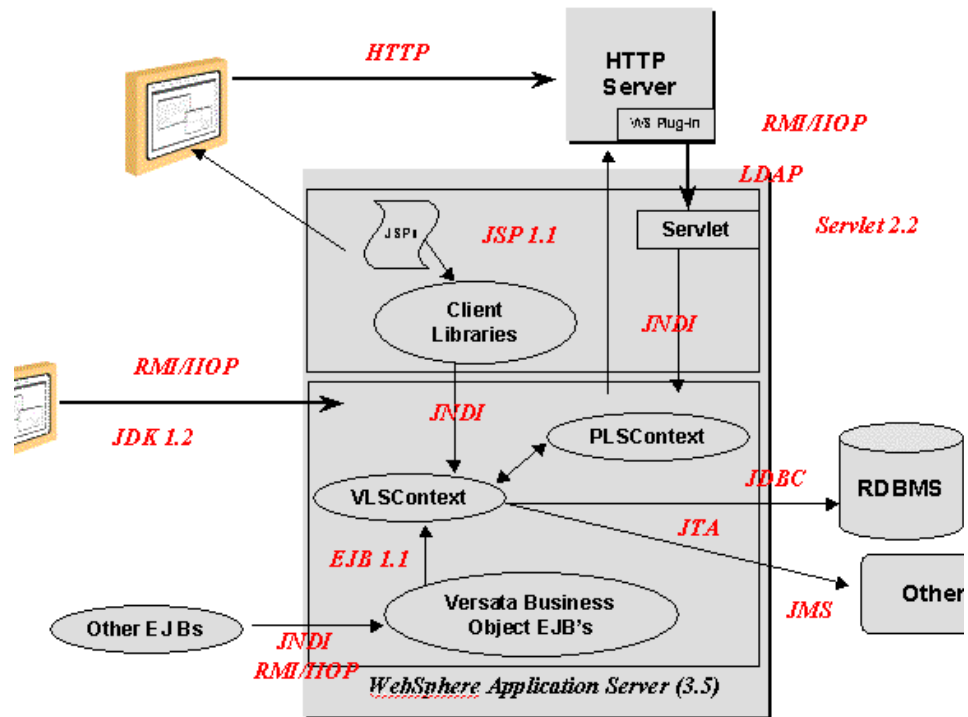 HTTP
HTTP
Server
WS Plug-in
RMI/IIOP
LDAP
JSPs
JSP 1.1
Servlet
Servlet 2.2
Client
Libraries
JNDI
RMI/IIOP
JNDI
JDK 1.2
PLSContext
JDBC
RDBMS
VLSContext
JTA
EJB 1.1
Other
JMS
Versata Business
Object EJB's
Other EJBs
JNDI
RMI/IIOP
WebSphere Application Server (3.5)